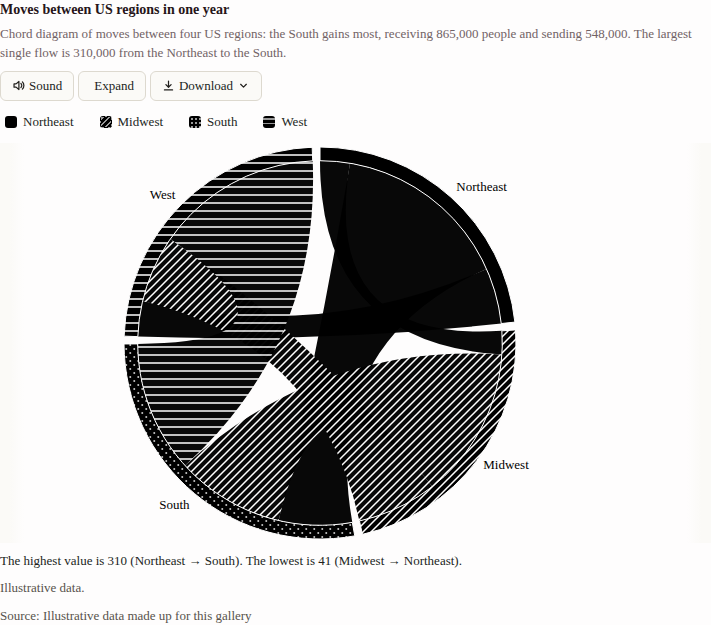 Moves between US regions in one year
Chord diagram of moves between four US regions: the South gains most, receiving 865,000 people and sending 548,000. The largest
single flow is 310,000 from the Northeast to the South.
Sound Expand Download
Northeast Midwest South West
West
Northeast
Midwest
South
The highest value is 310 (Northeast → South). The lowest is 41 (Midwest → Northeast).
Illustrative data.
Source: Illustrative data made up for this gallery